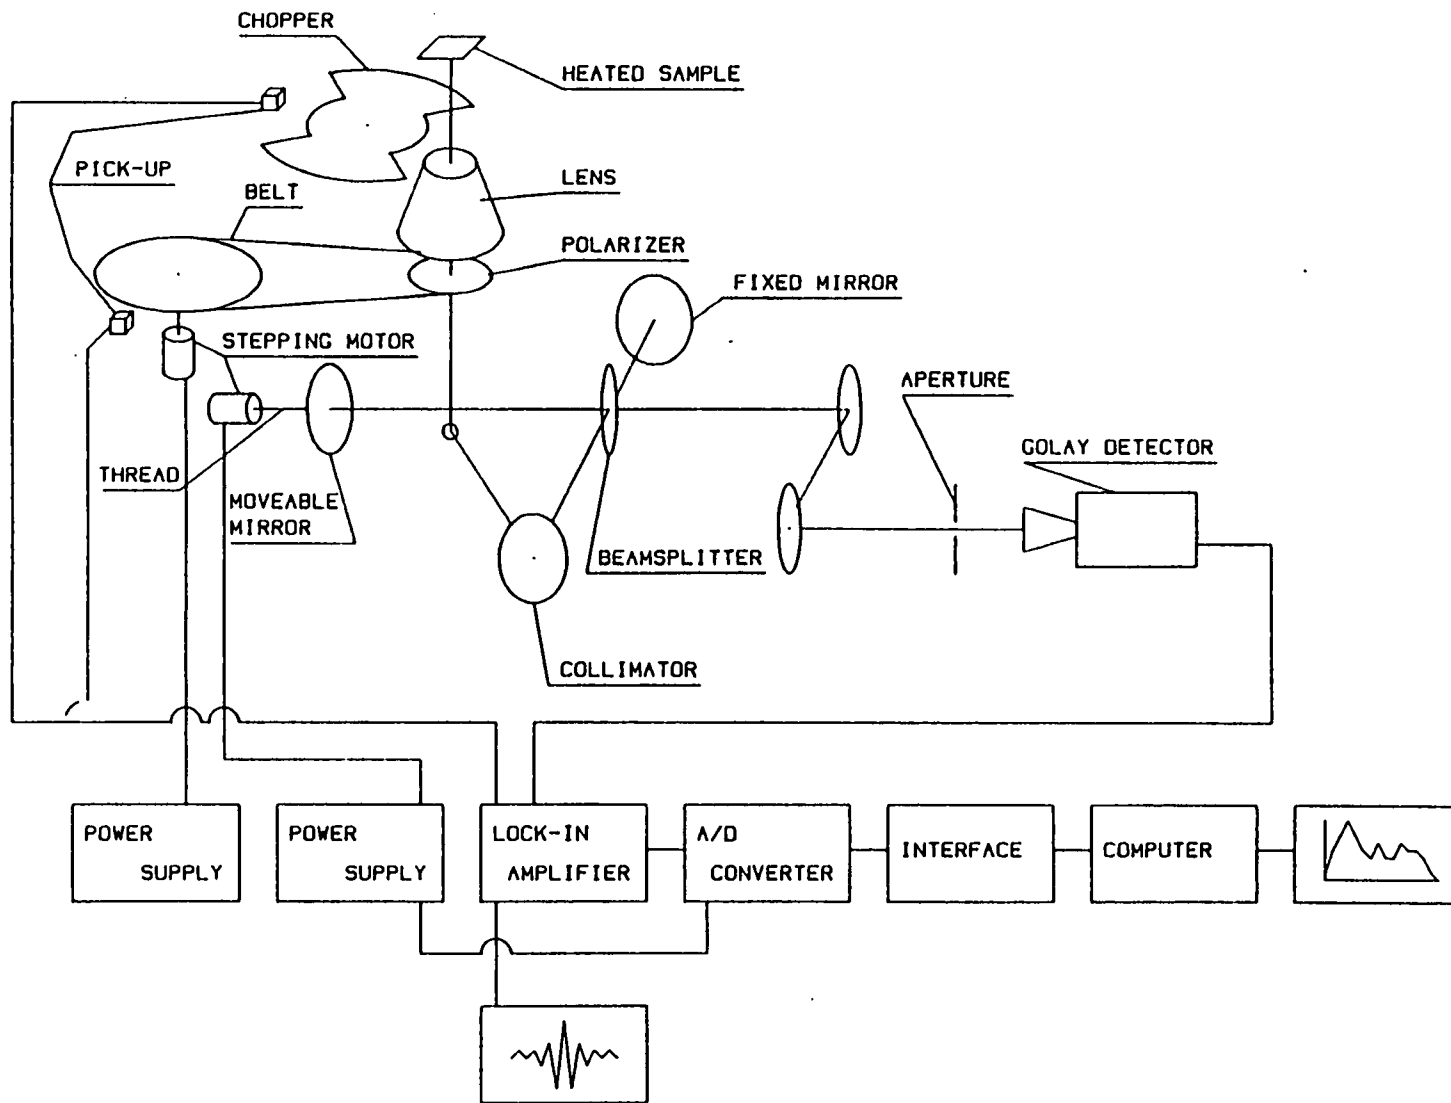 CHOPPER
HEATED SAMPLE
PICK-UP
LENS
BELT
POLARIZER
FIXED MIRROR
STEPPING MOTOR
APERTURE
GOLAY DETECTOR
THREAD
MOVEABLE
MIRROR
BEAMSPLITTER
COLLIMATOR
POWER
SUPPLY
POWER
SUPPLY
LOCK-IN
AMPLIFIER
A/D
CONVERTER
INTERFACE
COMPUTER